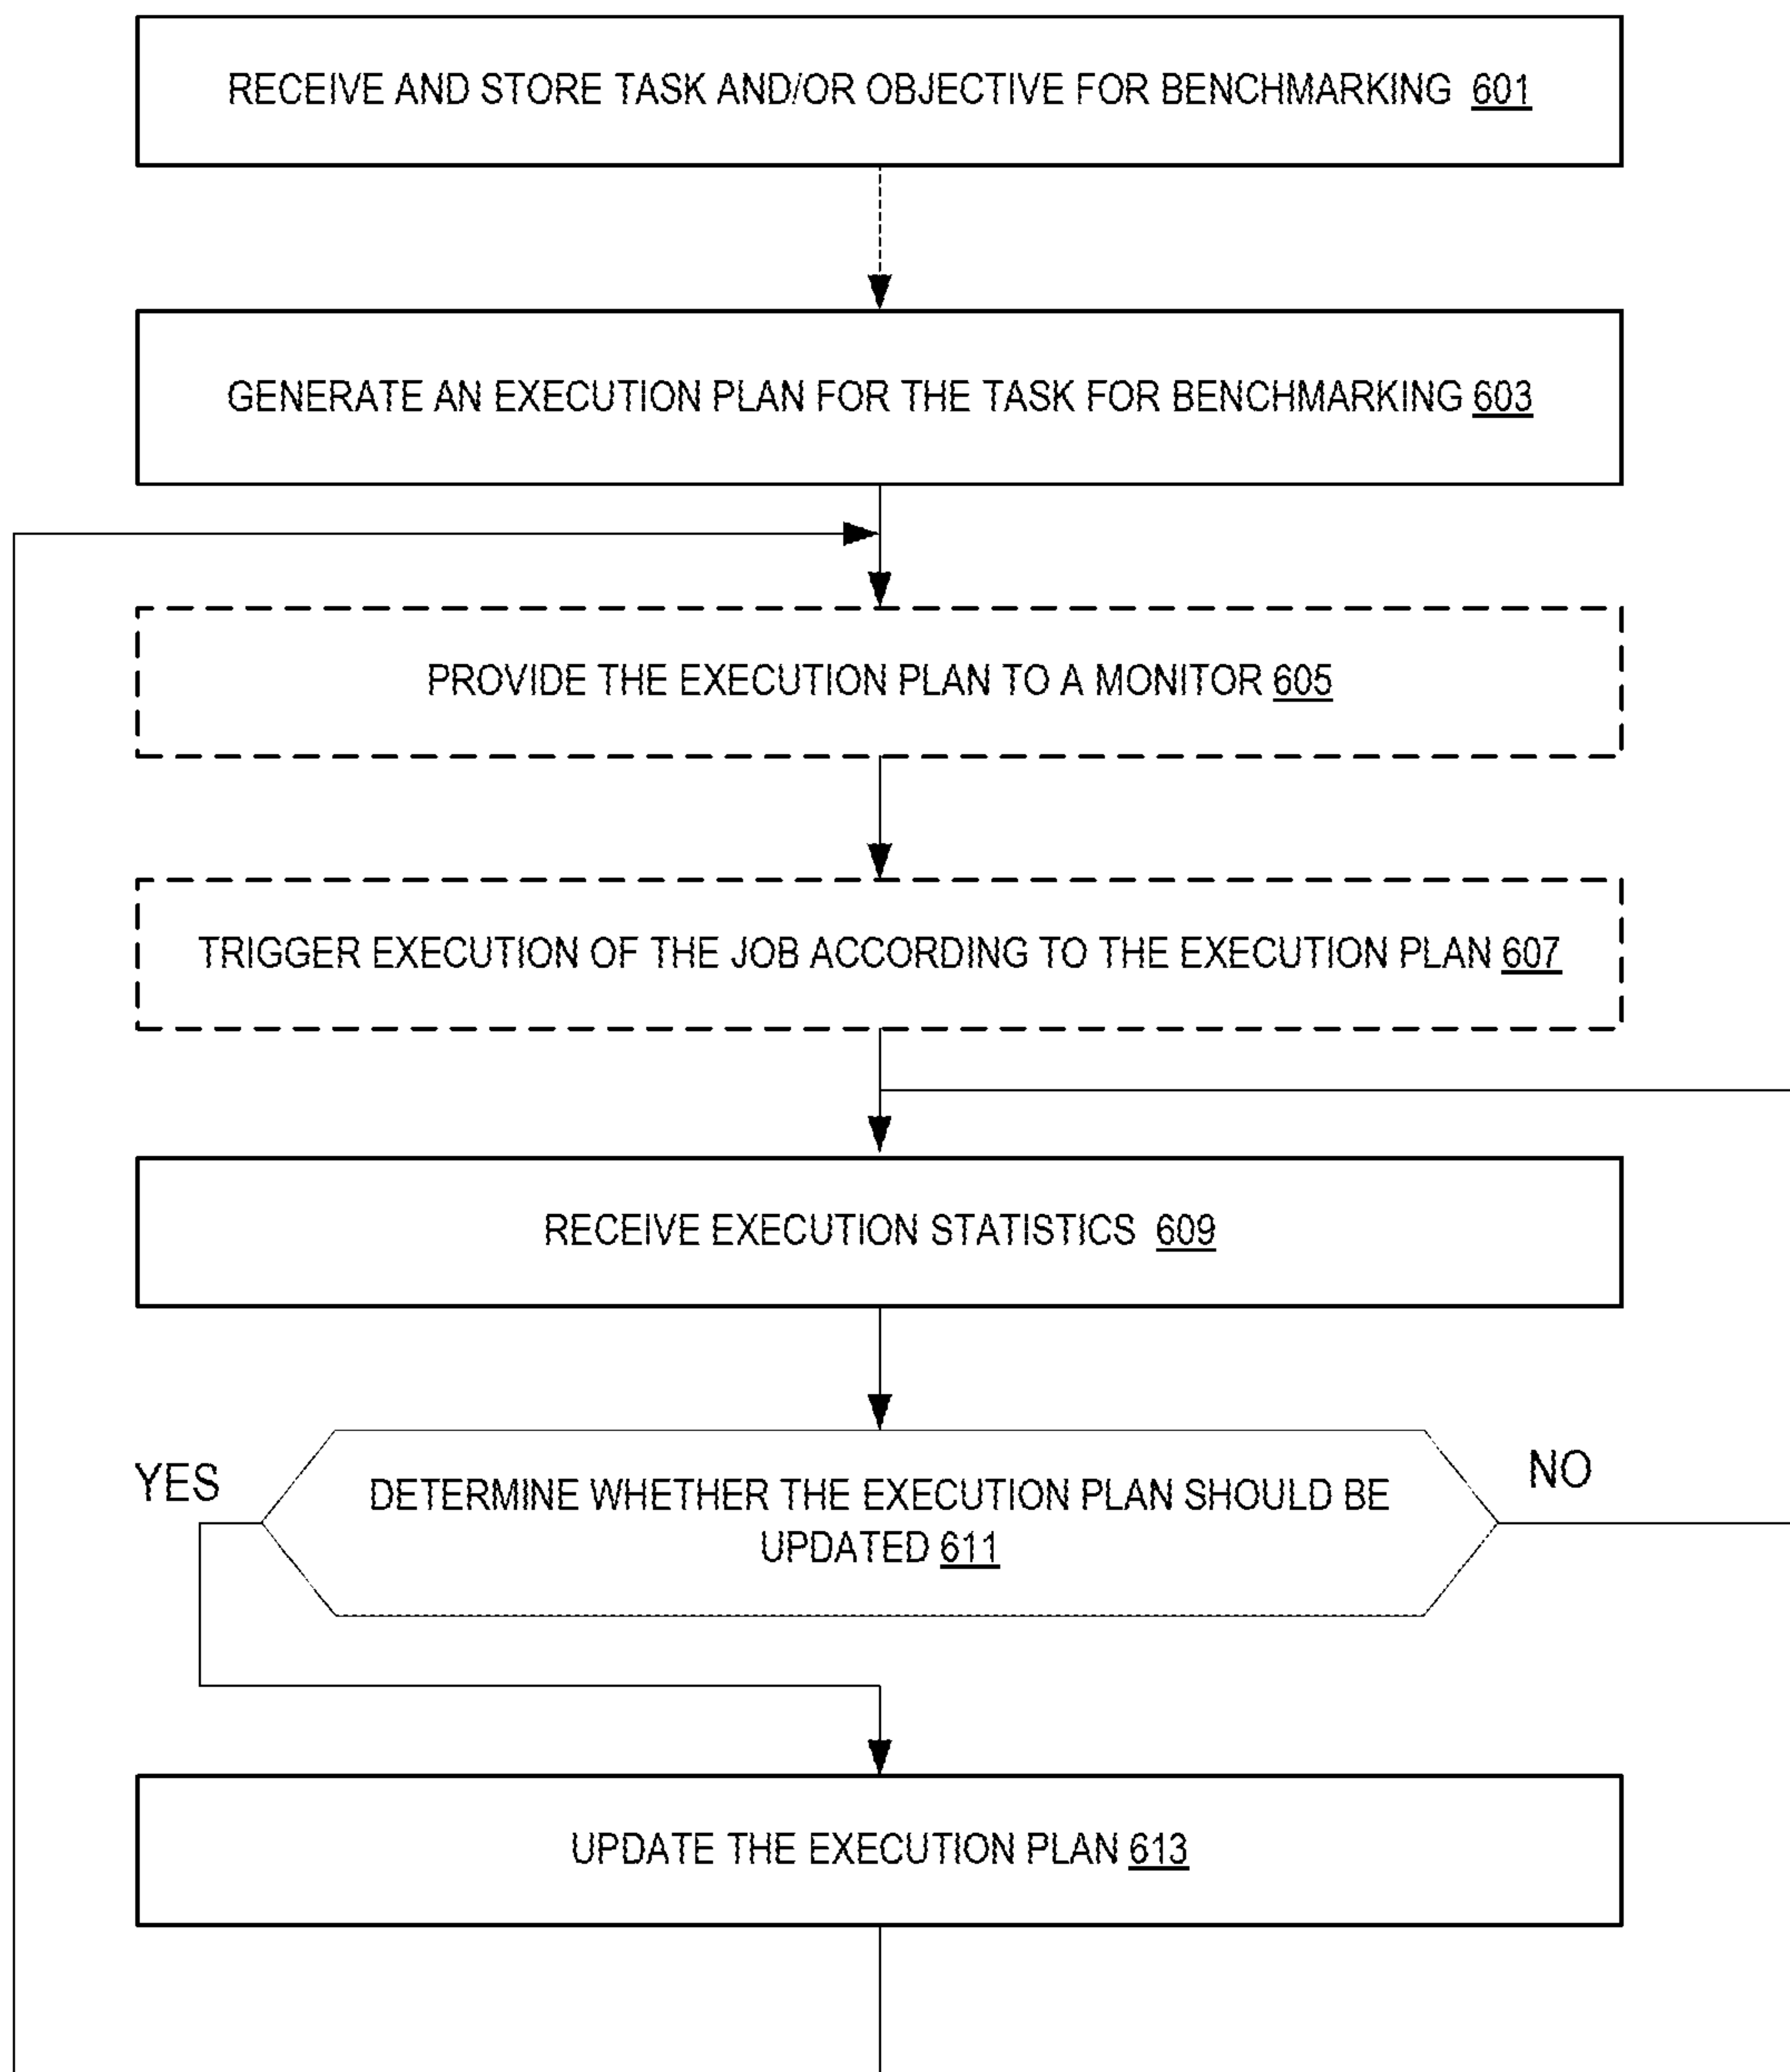 RECEIVE AND STORE TASK AND/OR OBJECTIVE FOR BENCHMARKING 601
GENERATE AN EXECUTION PLAN FOR THE TASK FOR BENCHMARKING 603
PROVIDE THE EXECUTION PLAN TO A MONITOR 605
TRIGGER EXECUTION OF THE JOB ACCORDING TO THE EXECUTION PLAN 607
RECEIVE EXECUTION STATISTICS 609
YES
NO
DETERMINE WHETHER THE EXECUTION PLAN SHOULD BE
UPDATED 611
UPDATE THE EXECUTION PLAN 613